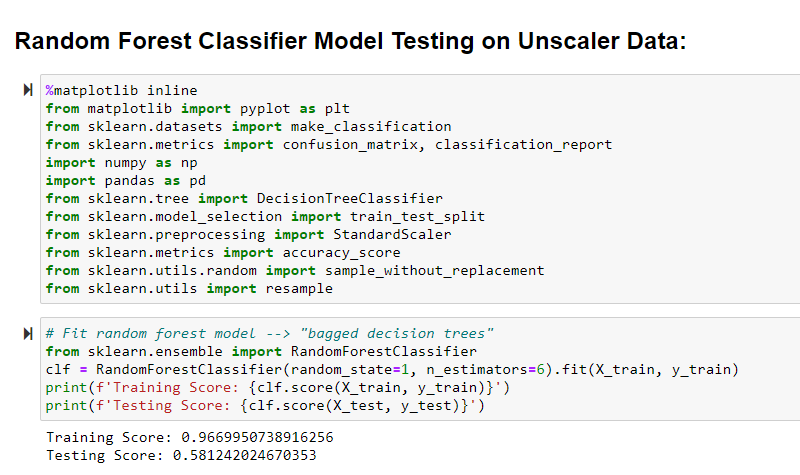 Random Forest Classifier Model Testing on Unscaler Data:
%matplotlib inline
from matplotlib import pyplot as plt
from sklearn.datasets import make_classification
from sklearn.metrics import confusion_matrix, classification_report
import numpy as np
import pandas as pd
from sklearn.tree import DecisionTreeClassifier
from sklearn.model_selection import train_test_split
from sklearn.preprocessing import StandardScaler
from sklearn.metrics import accuracy_score
from sklearn.utils.random import sample_without_replacement
from sklearn.utils import resample
# Fit random forest model --> "bagged decision trees"
from sklearn.ensemble import RandomForestClassifier
clf = RandomForestClassifier(random_state=1, n_estimators=6).fit(X_train, y_train)
print(f'Training Score: {clf.score(X_train, y_train)}')
print(f'Testing Score: {clf.score(X_test, y_test)}')
Training Score: 0.9669950738916256
Testing Score: 0.581242024670353